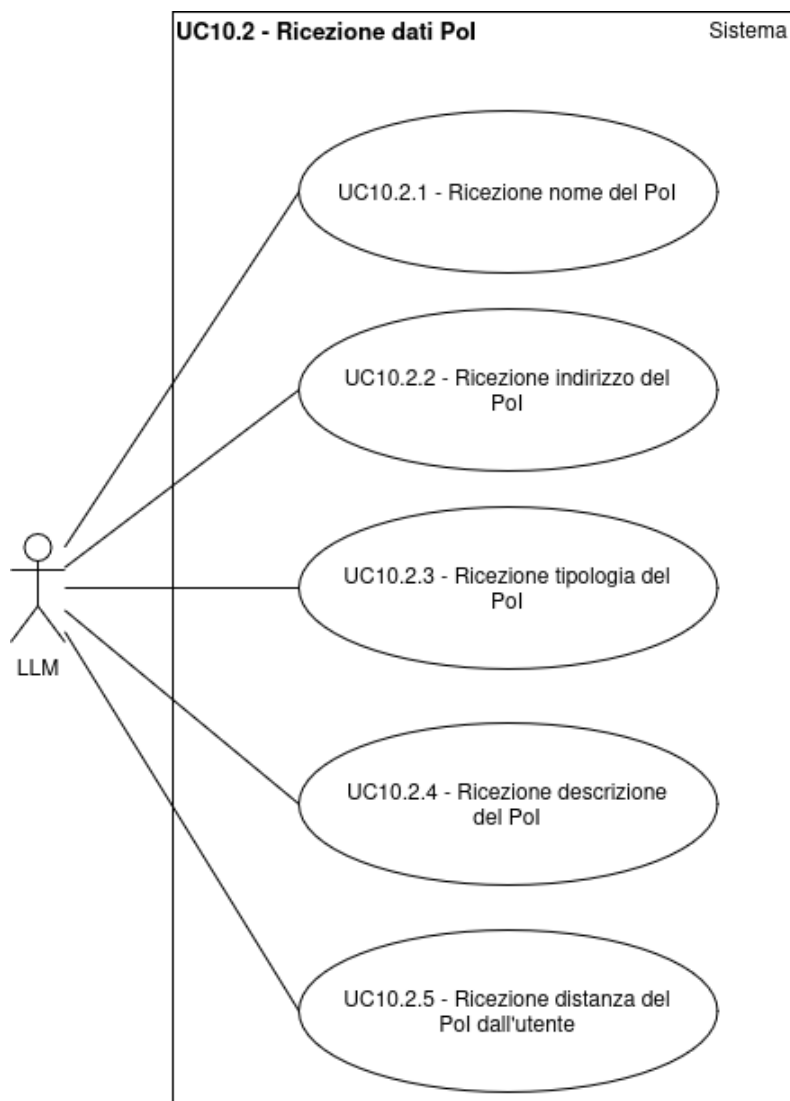 UC10.2 - Ricezione dati PoI
Sistema
UC10.2.1 - Ricezione nome del PoI
UC10.2.2 - Ricezione indirizzo del
PoI
UC10.2.3 - Ricezione tipologia del
PoI
LLM
UC10.2.4 - Ricezione descrizione
del PoI
UC10.2.5 - Ricezione distanza del
PoI dall'utente